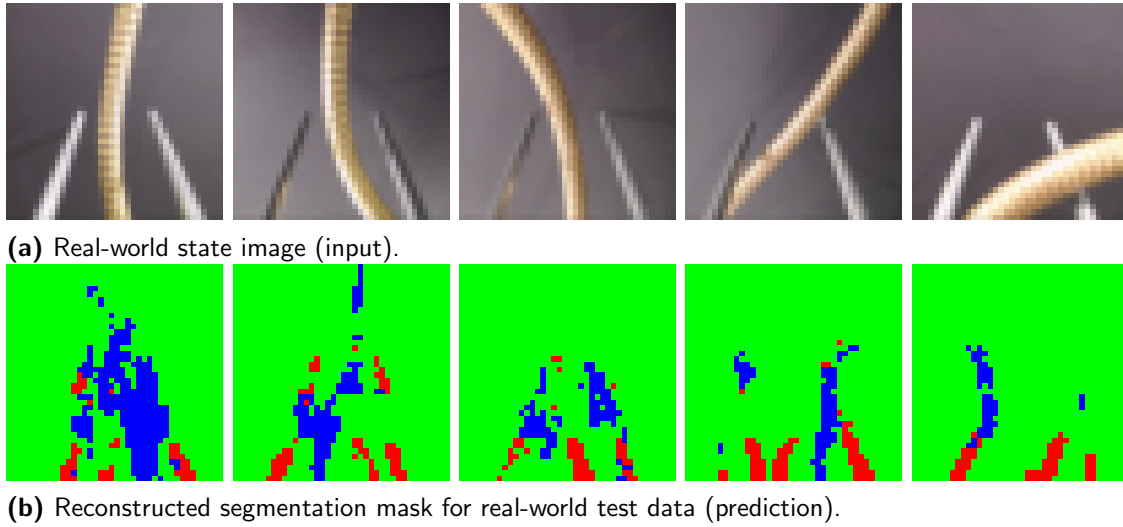 (a) Real-world state image (input).
(b) Reconstructed segmentation mask for real-world test data (prediction).